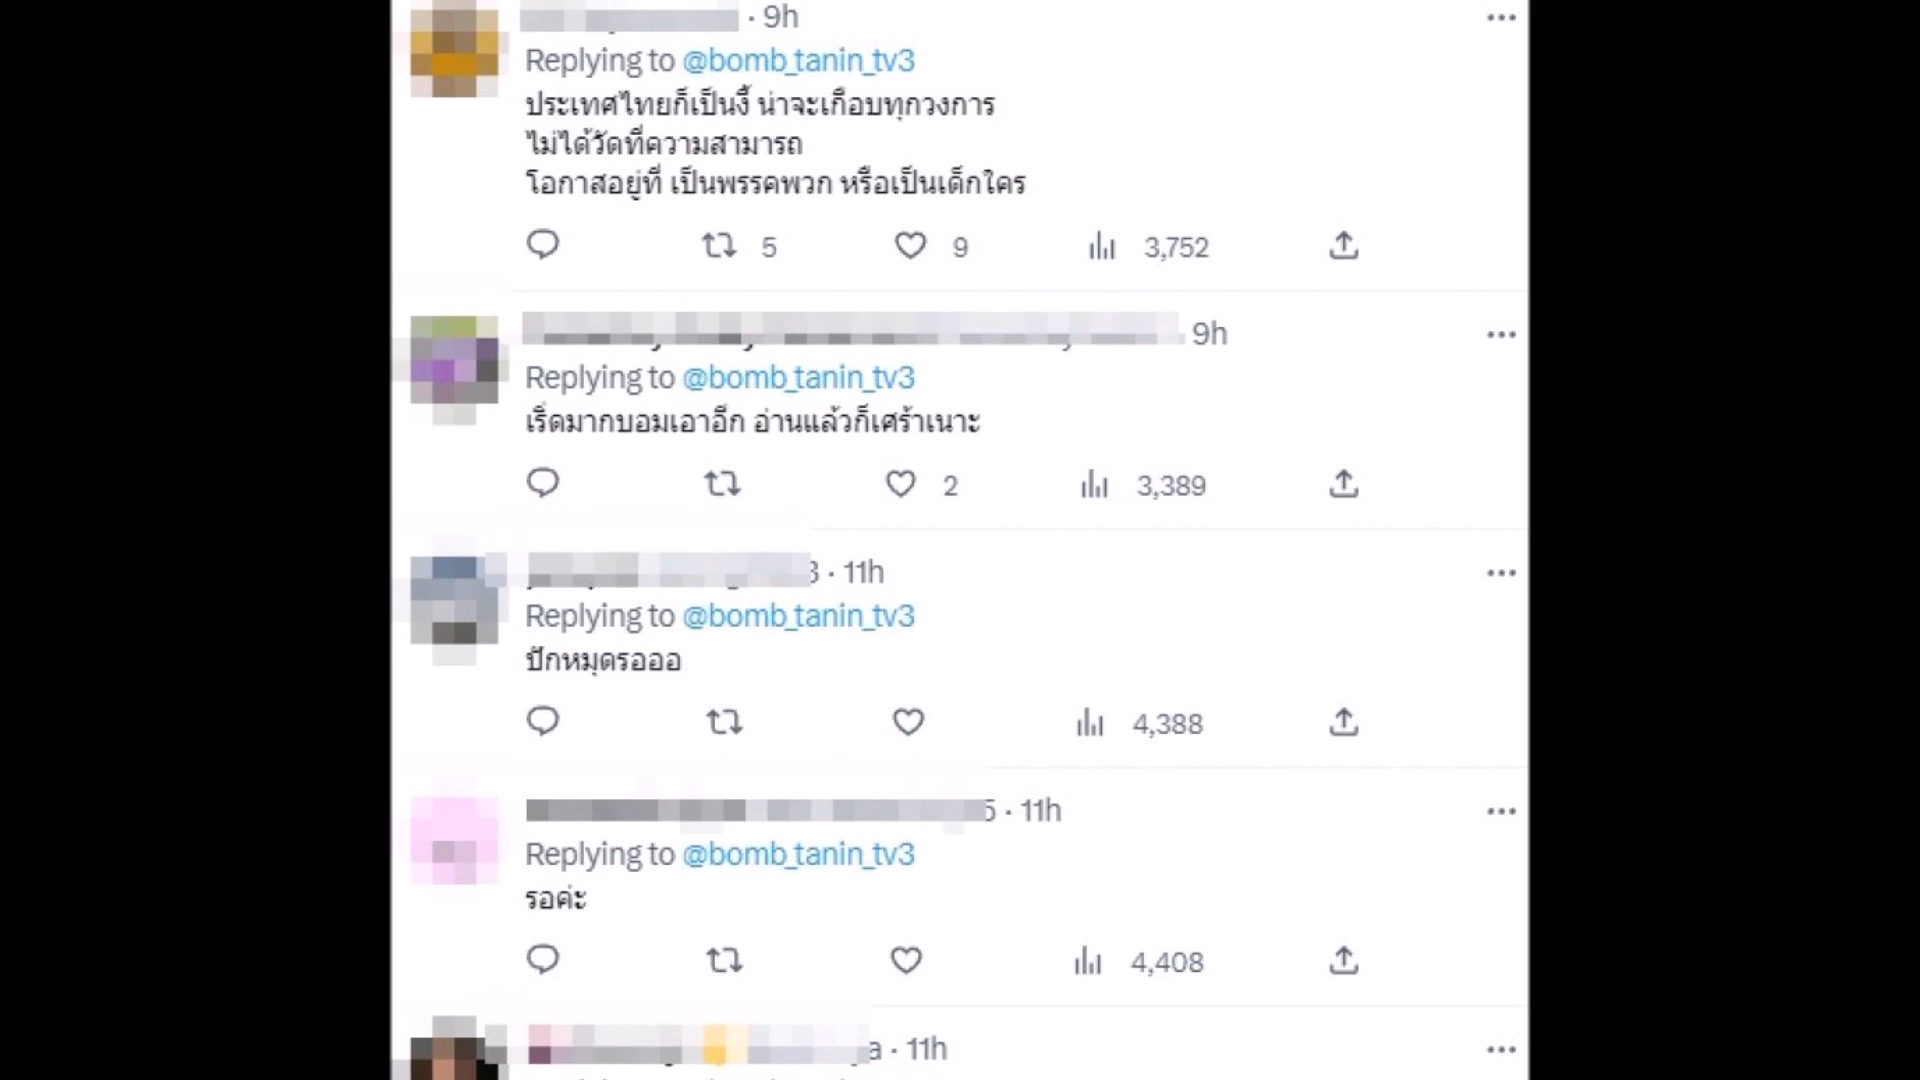 · 9h
Replying to @bomb_tanin_tv3
ประเทศไทยก็เป็นงี้ น่าจะเกือบทุกวงการ
ไม่ได้วัดที่ความสามารถ
โอกาสอยู่ที่ เป็นพรรคพวก หรือเป็นเด็กใคร
5 9 3,752
9h
Replying to @bomb_tanin_tv3
เริ่ดมากบอมเอาอีก อ่านแล้วก็เศร้าเนาะ
2 3,389
3 · 11h
Replying to @bomb_tanin_tv3
ปักหมุดรอออ
4,388
5 · 11h
Replying to @bomb_tanin_tv3
รอค่ะ
4,408
a · 11h